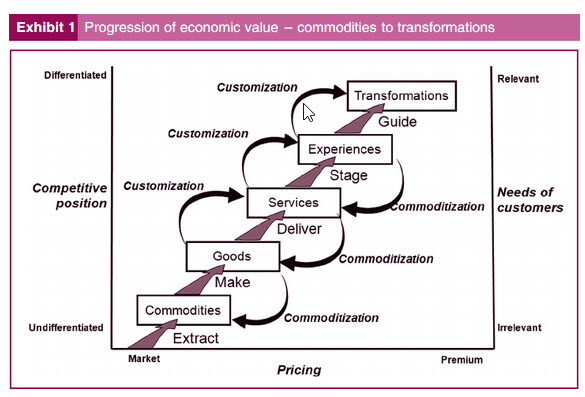 Exhibit 1 Progression of economic value – commodities to transformations
Differentiated
Relevant
Customization
Transformations
Guide
Customization
Experiences
Stage
Competitive
position
Needs of
customers
Customization
Services
Commoditization
Deliver
Goods
Commoditization
Make
Commodities
Commoditization
Undifferentiated
Irrelevant
Extract
Market
Premium
Pricing